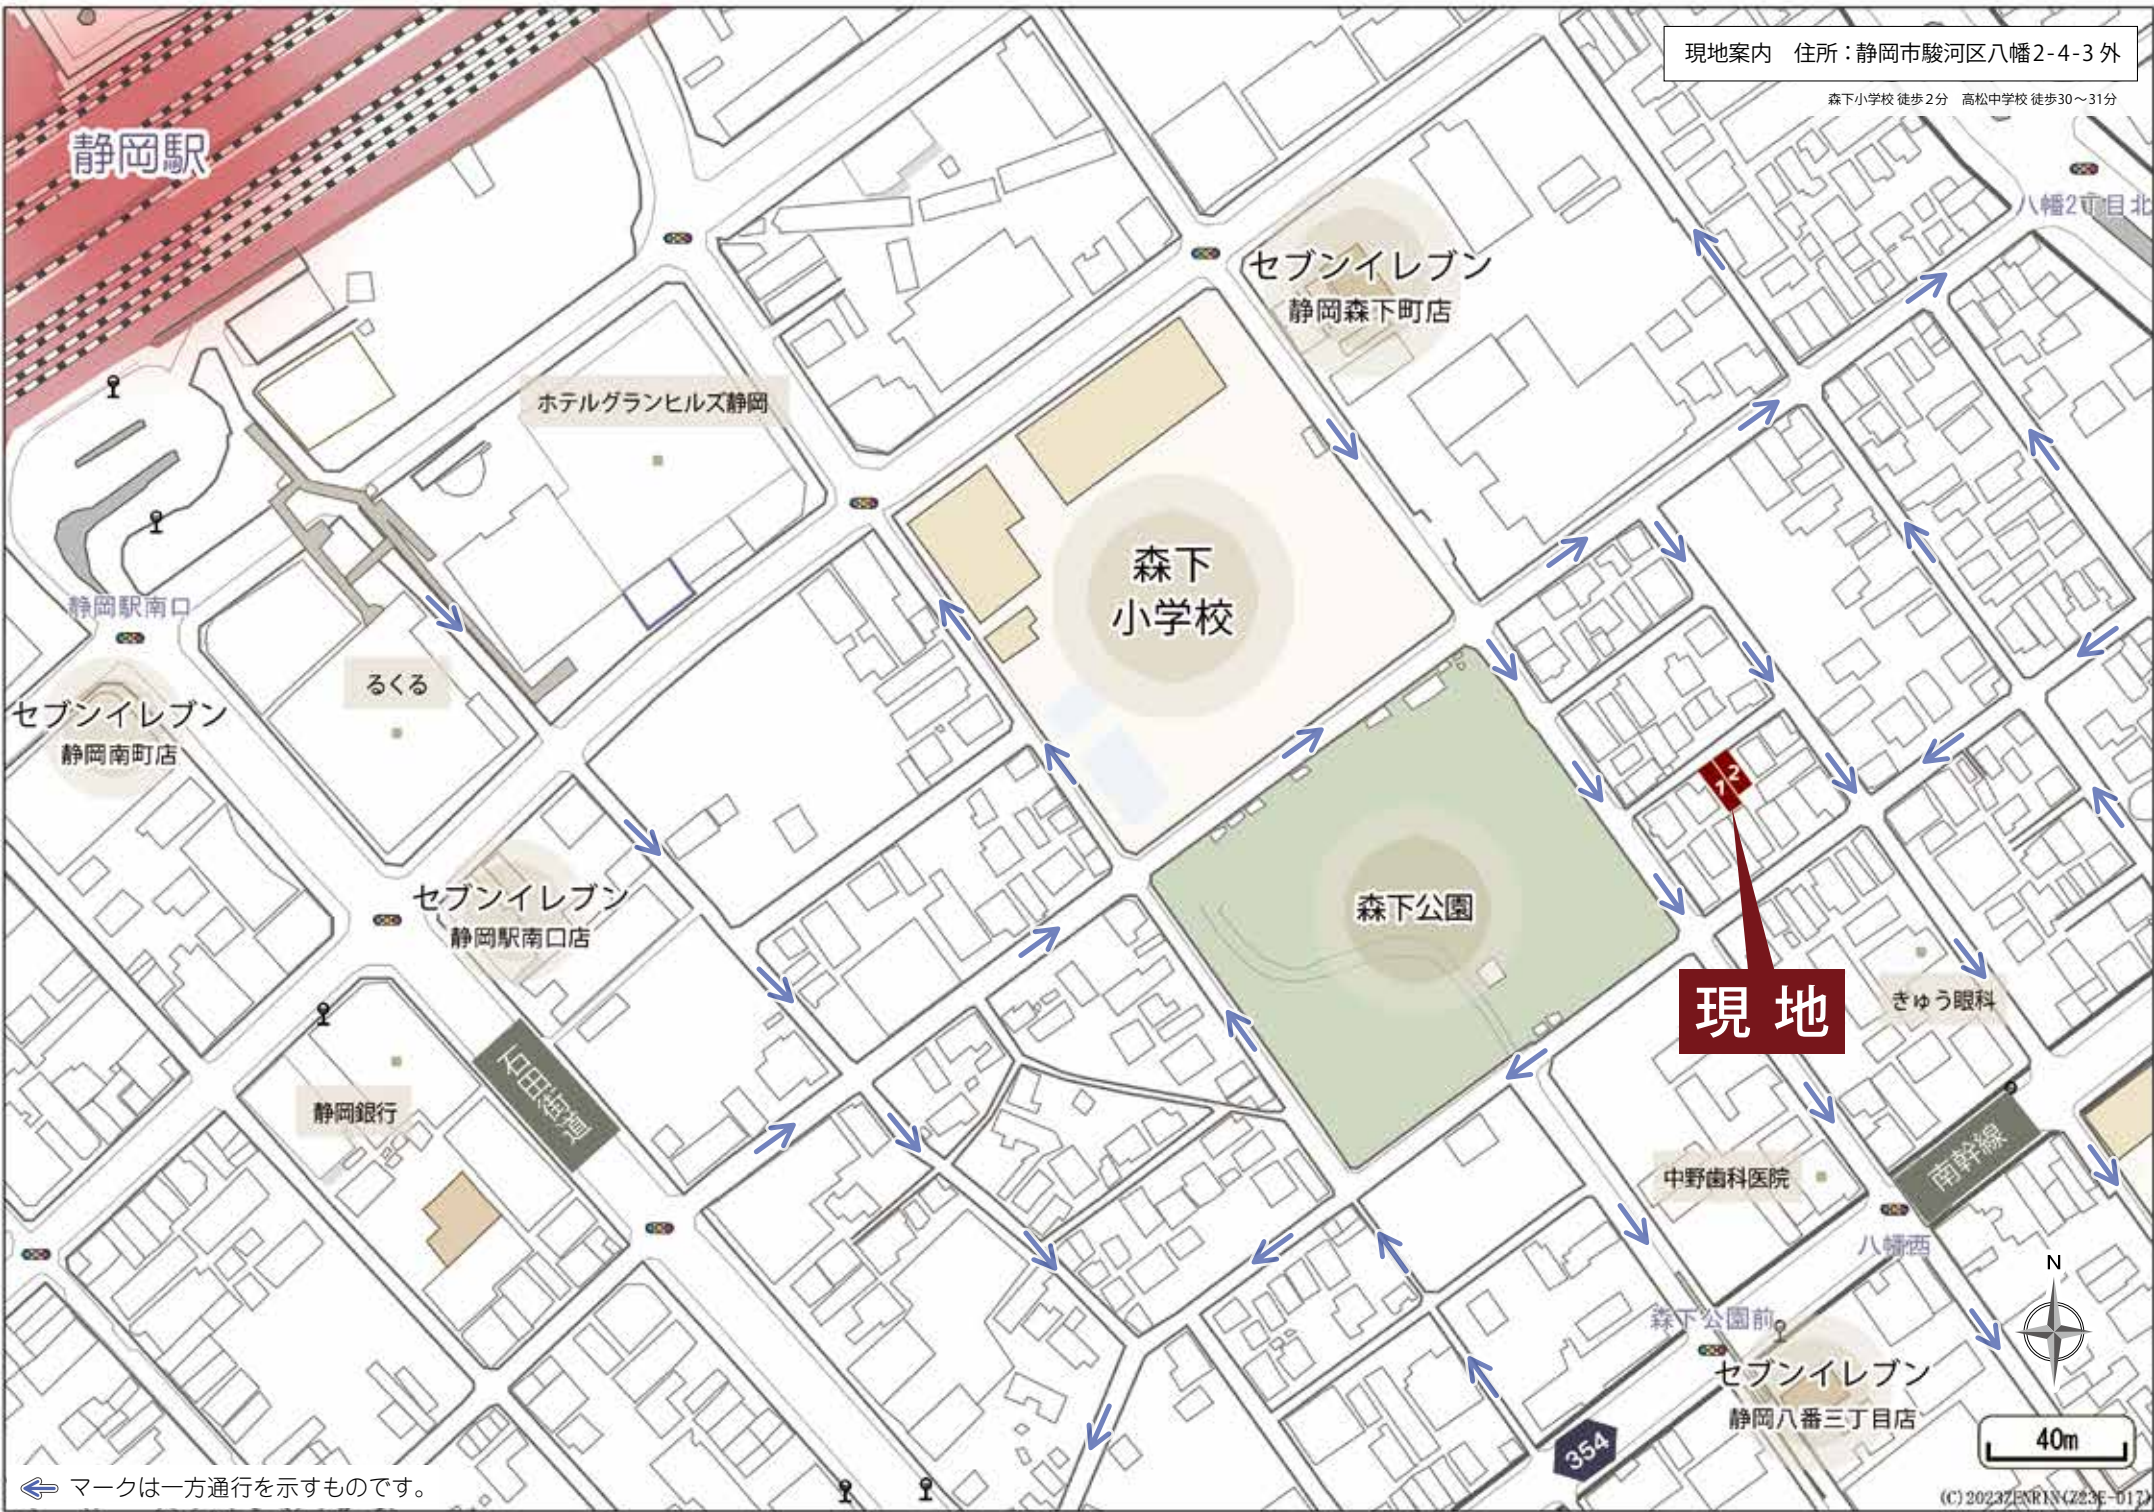 現地案内　住所：静岡市駿河区八幡2-4-3 外
森下小学校 徒歩2分　高松中学校 徒歩30～31分
静岡駅
八幡2丁目北
セブンイレブン
静岡森下町店
ホテルグランヒルズ静岡
森下
小学校
静岡駅南口
るくる
セブンイレブン
静岡南町店
2
1
セブンイレブン
静岡駅南口店
森下公園
現 地
きゅう眼科
石田街道
静岡銀行
南幹線
中野歯科医院
八幡西
N
森下公園前
セブンイレブン
静岡八番三丁目店
354
40m
マークは一方通行を示すものです。
(C)2023ZENRIN(Z23E-017)